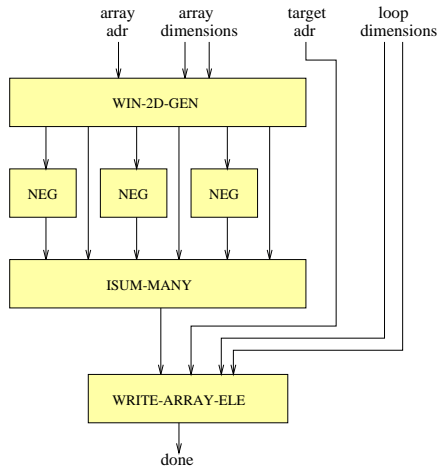 array
adr
array
dimensions
target
adr
loop
dimensions
WIN-2D-GEN
NEG
NEG
NEG
ISUM-MANY
WRITE-ARRAY-ELE
done